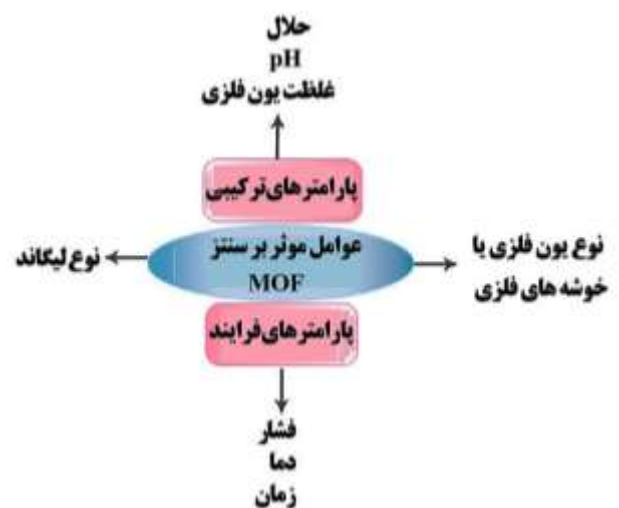 حلال
pH
غلظت یون فلزی
پارامترهای ترکیبی
عوامل موثر بر سنتز
MOF
نوع یون فلزی یا
خوشه های فلزی
نوع لیگاند
پارامترهای فرایند
فشار
دما
زمان